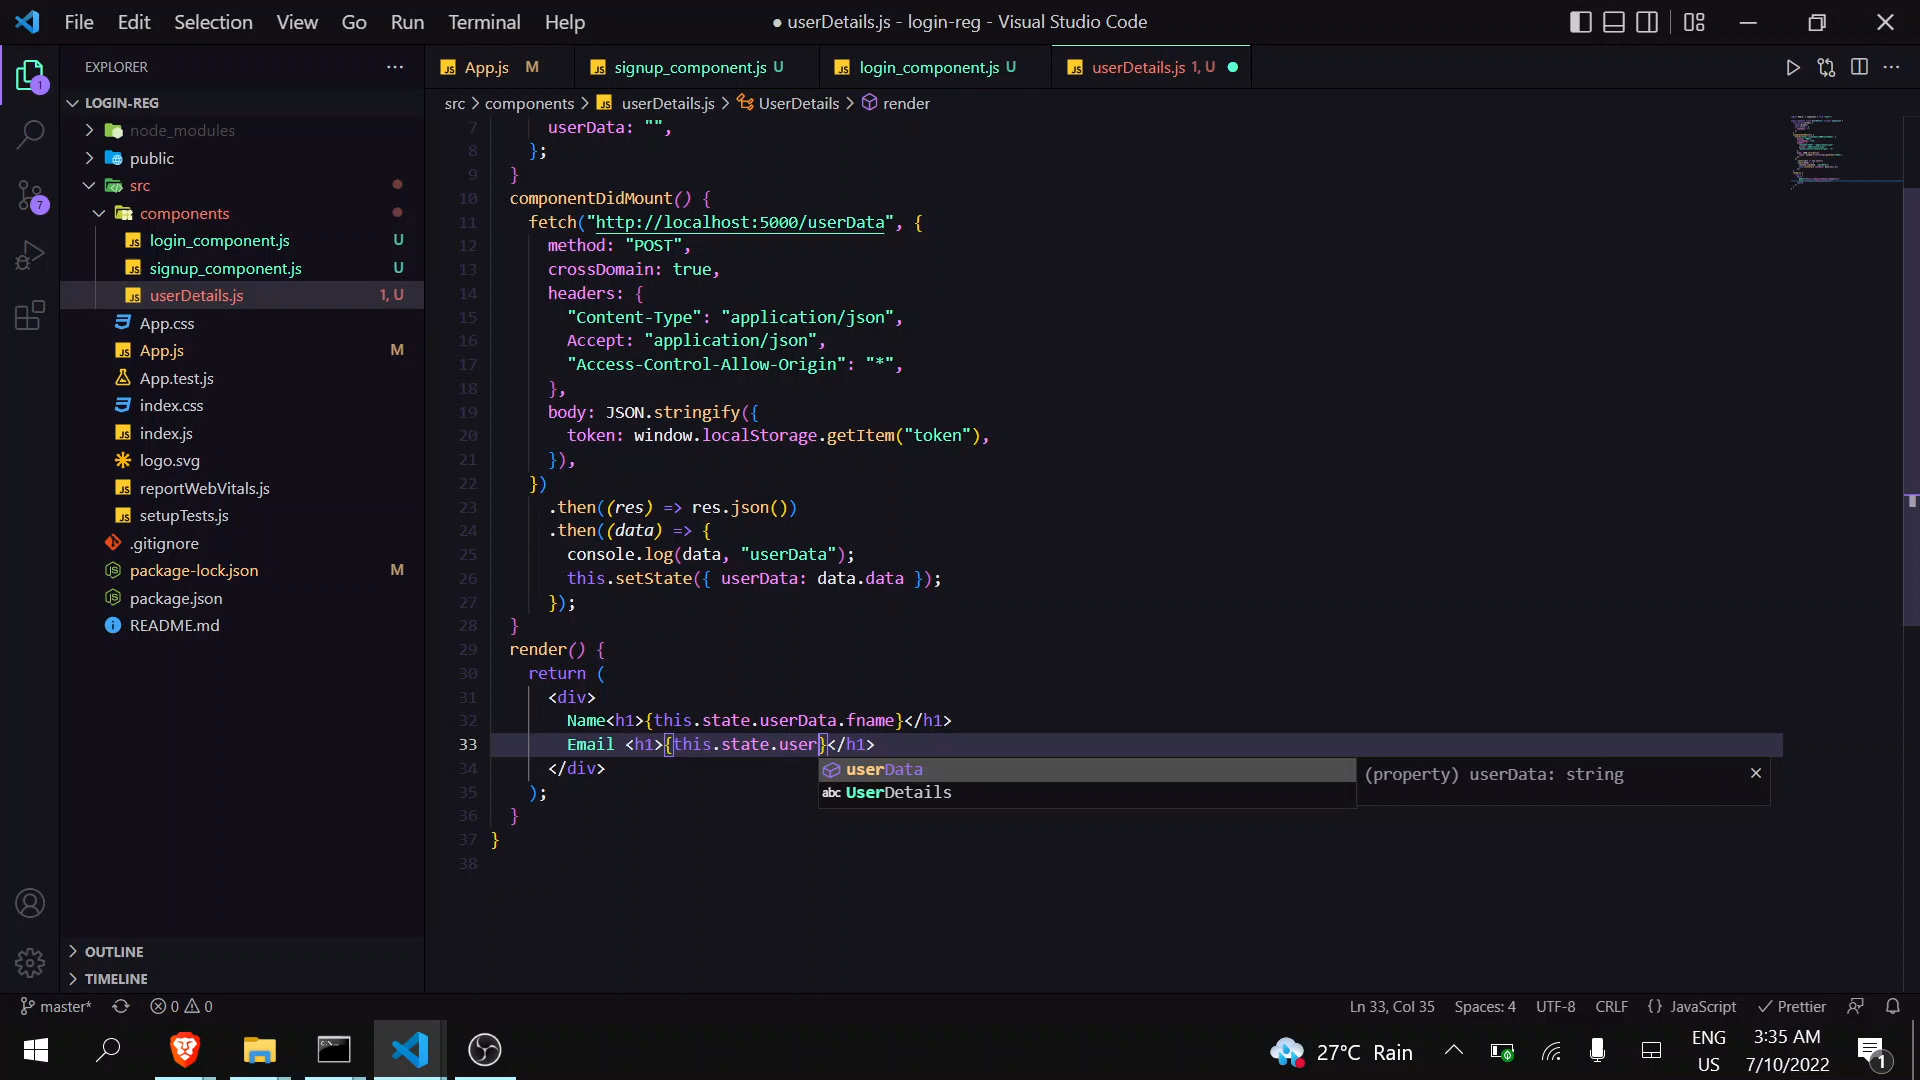 File Edit Selection View Go Run Terminal Help
● userDetails.js - login-reg - Visual Studio Code
EXPLORER
LOGIN-REG
node_modules
public
src
components
login_component.js U
signup_component.js U
userDetails.js 1, U
App.css
App.js M
App.test.js
index.css
index.js
logo.svg
reportWebVitals.js
setupTests.js
.gitignore
package-lock.json M
package.json
README.md
OUTLINE
TIMELINE
1
7
App.js M signup_component.js U login_component.js U userDetails.js 1, U
src > components > userDetails.js > UserDetails > render
7 userData: "",
8 };
9 }
10 componentDidMount() {
11 fetch("http://localhost:5000/userData", {
12 method: "POST",
13 crossDomain: true,
14 headers: {
15 "Content-Type": "application/json",
16 Accept: "application/json",
17 "Access-Control-Allow-Origin": "*",
18 },
19 body: JSON.stringify({
20 token: window.localStorage.getItem("token"),
21 }),
22 })
23 .then((res) => res.json())
24 .then((data) => {
25 console.log(data, "userData");
26 this.setState({ userData: data.data });
27 });
28 }
29 render() {
30 return (
31 <div>
32 Name<h1>{this.state.userData.fname}</h1>
33 Email <h1>{this.state.user}</h1>
34 </div>
35 );
36 }
37 }
38
userData
abc UserDetails
(property) userData: string
master* 0 0
Ln 33, Col 35 Spaces: 4 UTF-8 CRLF {} JavaScript Prettier
27°C Rain
ENG
US
3:35 AM
7/10/2022
1